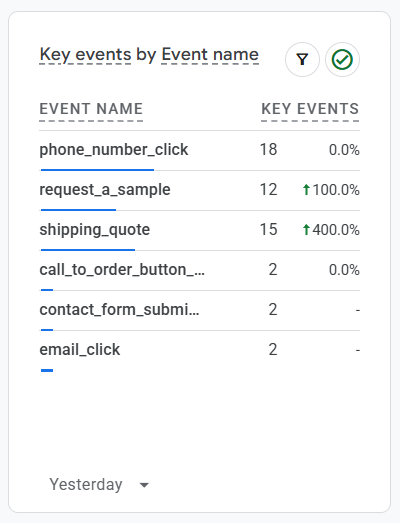 Key events by Event name
EVENT NAME KEY EVENTS
phone_number_click 18 0.0%
request_a_sample 12 ↑100.0%
shipping_quote 15 ↑400.0%
call_to_order_button_... 2 0.0%
contact_form_submi... 2 -
email_click 2 -
Yesterday